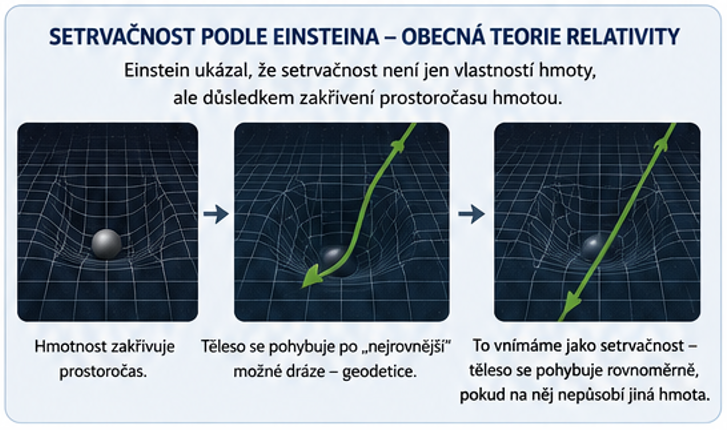 SETRVAČNOST PODLE EINSTEINA – OBECNÁ TEORIE RELATIVITY
Einstein ukázal, že setrvačnost není jen vlastností hmoty,
ale důsledkem zakřivení prostoročasu hmotou.
Hmotnost zakřivuje
prostoročas.
Těleso se pohybuje po „nejrovnější“
možné dráze – geodetice.
To vnímáme jako setrvačnost –
těleso se pohybuje rovnoměrně,
pokud na něj nepůsobí jiná hmota.